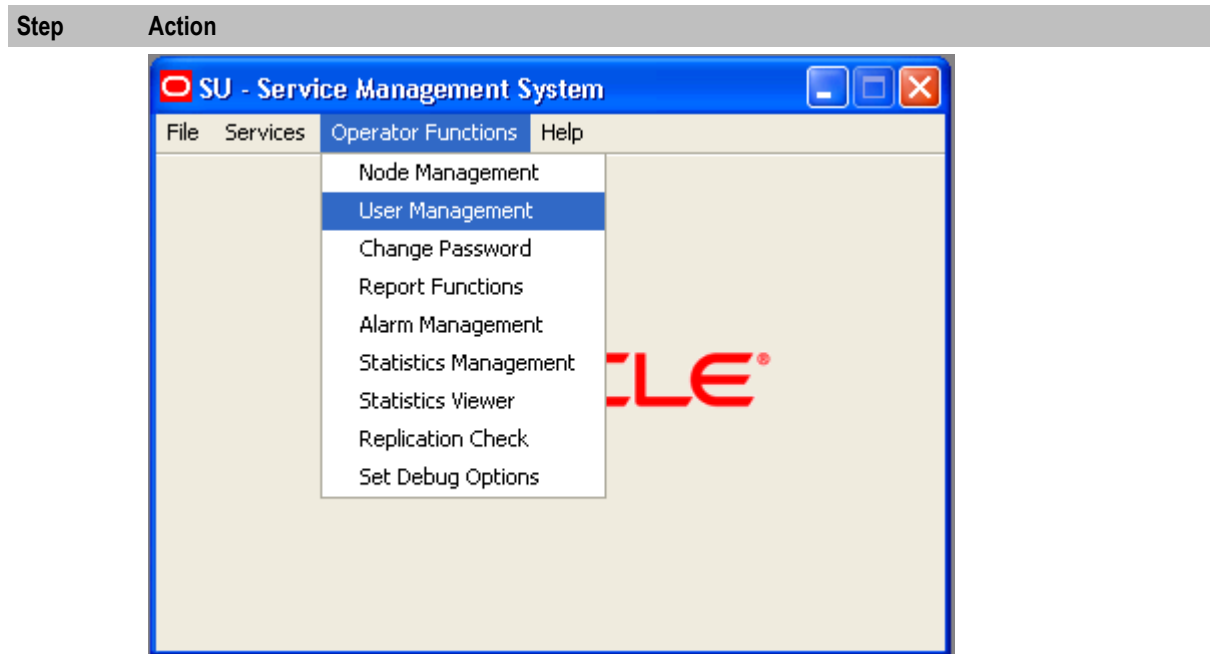 Step Action
SU - Service Management System
File Services Operator Functions Help
Node Management
User Management
Change Password
Report Functions
Alarm Management
Statistics Management
Statistics Viewer
Replication Check
Set Debug Options
CLE®